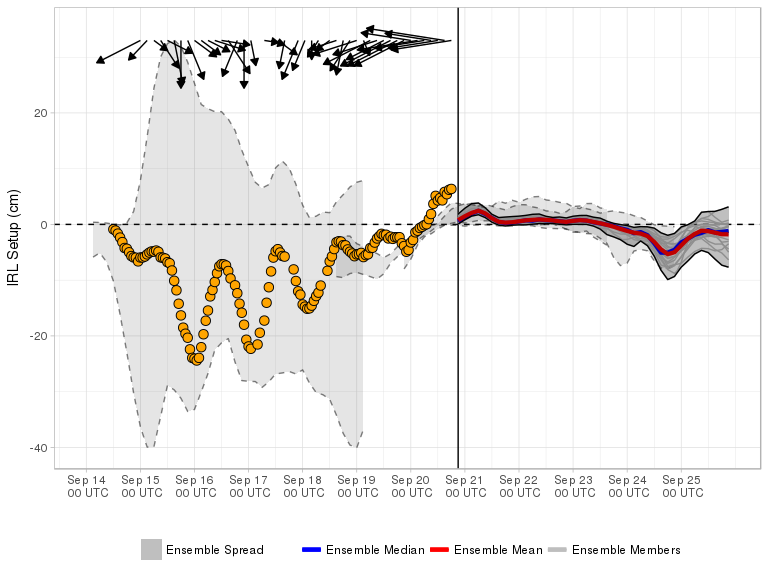 IRL Setup (cm)
20
0
-20
-40
Sep 14 Sep 15 Sep 16 Sep 17 Sep 18 Sep 19 Sep 20 Sep 21 Sep 22 Sep 23 Sep 24 Sep 25
00 UTC 00 UTC 00 UTC 00 UTC 00 UTC 00 UTC 00 UTC 00 UTC 00 UTC 00 UTC 00 UTC 00 UTC
Ensemble Spread Ensemble Median Ensemble Mean Ensemble Members